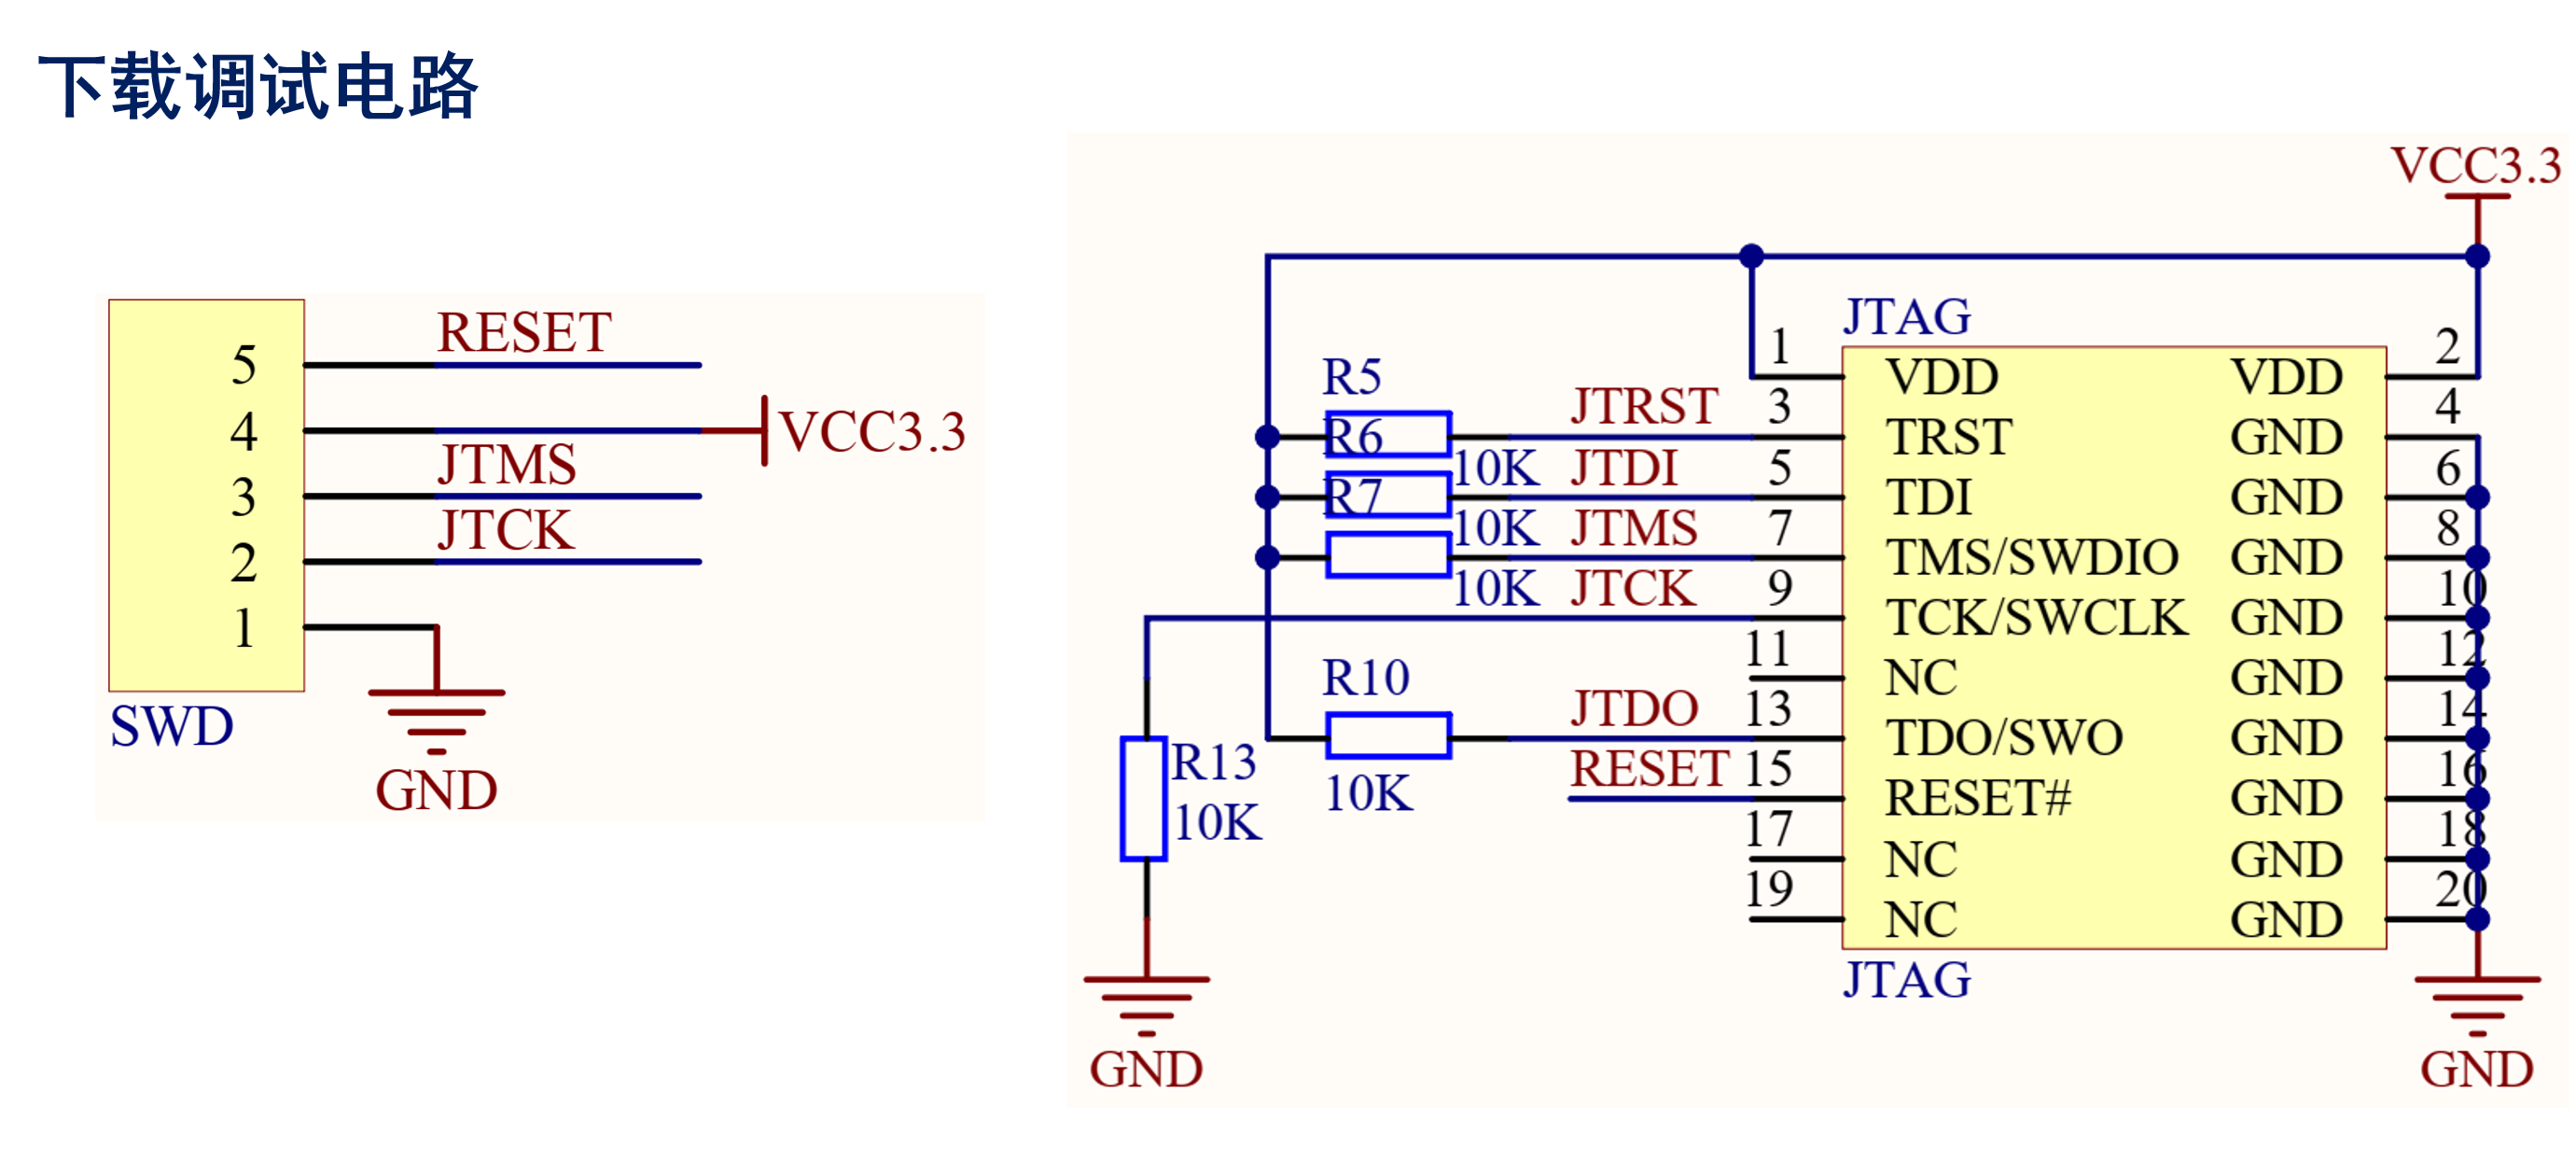 下载调试电路
5 RESET
4 VCC3.3
3 JTMS
2 JTCK
1
SWD
GND
VCC3.3
JTAG
R5
JTRST 1 VDD VDD 2
R6 10K JTDI 3 TRST GND 4
R7 10K JTMS 5 TDI GND 6
10K JTCK 7 TMS/SWDIO GND 8
9 TCK/SWCLK GND 10
11 NC GND 12
R10 JTDO 13 TDO/SWO GND 14
10K RESET 15 RESET# GND 16
R13 17 NC GND 18
10K 19 NC GND 20
JTAG
GND
GND